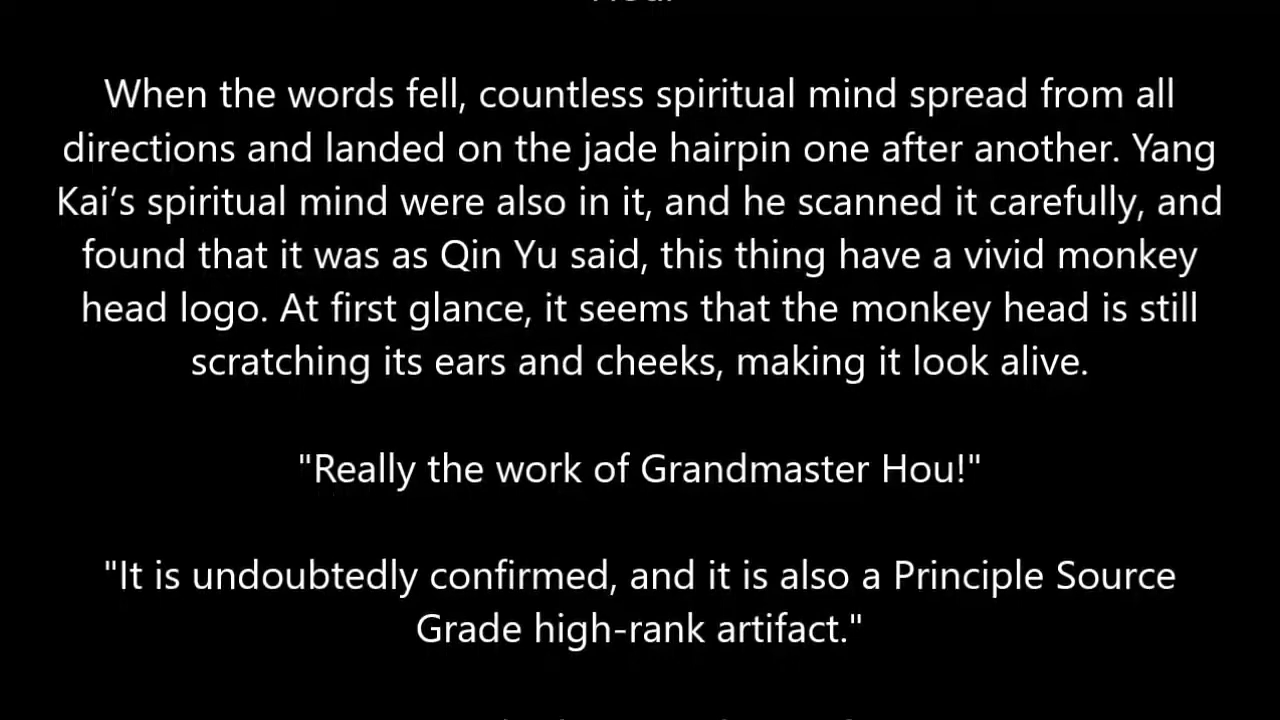 When the words fell, countless spiritual mind spread from all
directions and landed on the jade hairpin one after another. Yang
Kai’s spiritual mind were also in it, and he scanned it carefully, and
found that it was as Qin Yu said, this thing have a vivid monkey
head logo. At first glance, it seems that the monkey head is still
scratching its ears and cheeks, making it look alive.
"Really the work of Grandmaster Hou!"
"It is undoubtedly confirmed, and it is also a Principle Source
Grade high-rank artifact."